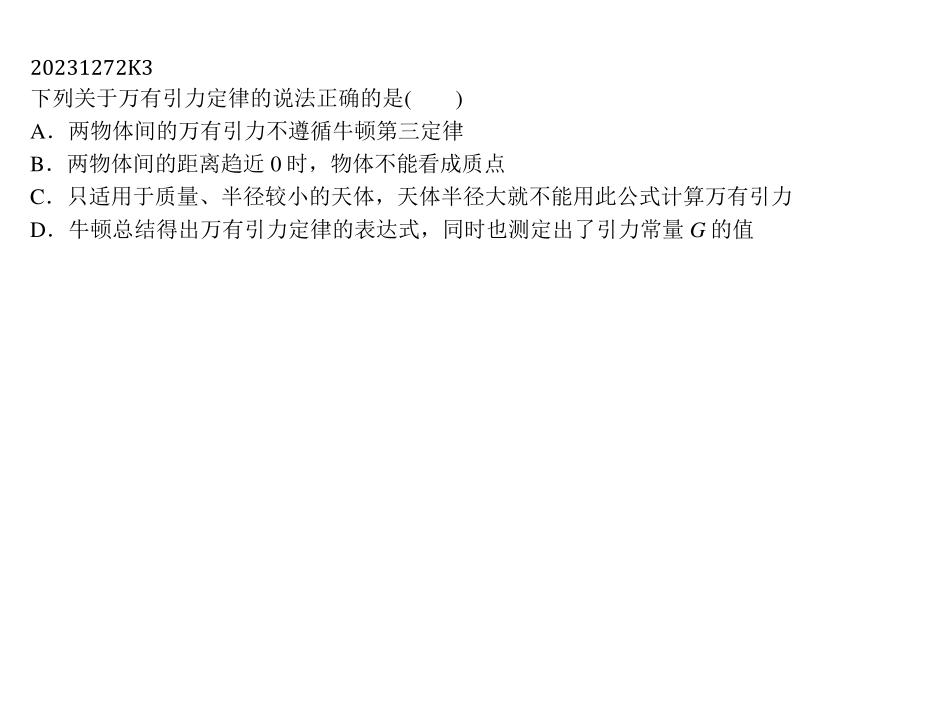 20231272K3
下列关于万有引力定律的说法正确的是(　　)
A．两物体间的万有引力不遵循牛顿第三定律
B．两物体间的距离趋近 0 时，物体不能看成质点
C．只适用于质量、半径较小的天体，天体半径大就不能用此公式计算万有引力
D．牛顿总结得出万有引力定律的表达式，同时也测定出了引力常量 G 的值